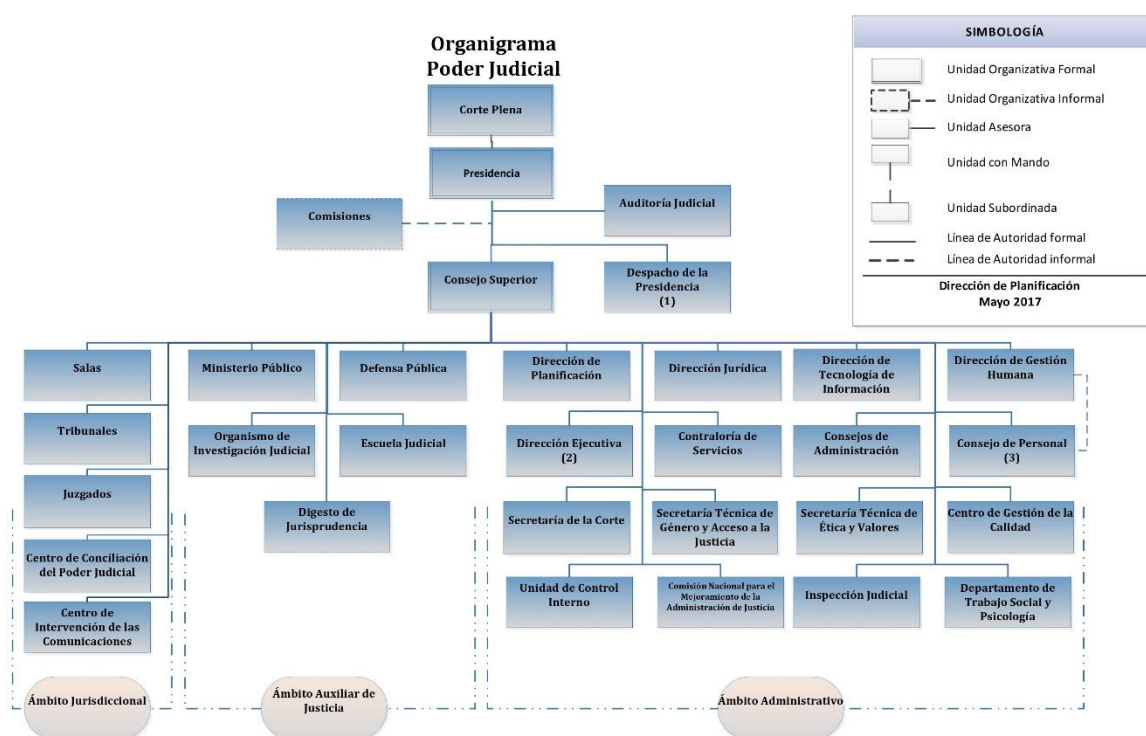 Organigrama
Poder Judicial
Corte Plena
Presidencia
Comisiones
Auditoría Judicial
Consejo Superior
Despacho de la
Presidencia
(1)
SIMBOLOGÍA
Unidad Organizativa Formal
Unidad Organizativa Informal
Unidad Asesora
Unidad con Mando
Unidad Subordinada
Línea de Autoridad formal
Línea de Autoridad informal
Dirección de Planificación
Mayo 2017
Salas
Ministerio Público
Defensa Pública
Dirección de
Planificación
Dirección Jurídica
Dirección de
Tecnología de
Información
Dirección de Gestión
Humana
Tribunales
Organismo de
Investigación Judicial
Escuela Judicial
Dirección Ejecutiva
(2)
Contraloría de
Servicios
Consejos de
Administración
Consejo de Personal
(3)
Juzgados
Digesto de
Jurisprudencia
Secretaría de la Corte
Secretaría Técnica de
Género y Acceso a la
Justicia
Secretaría Técnica de
Ética y Valores
Centro de Gestión de la
Calidad
Centro de Conciliación
del Poder Judicial
Unidad de Control
Interno
Comisión Nacional para el
Mejoramiento de la
Administración de Justicia
Inspección Judicial
Departamento de
Trabajo Social y
Psicología
Centro de
Intervención de las
Comunicaciones
Ámbito Jurisdiccional
Ámbito Auxiliar de
Justicia
Ámbito Administrativo